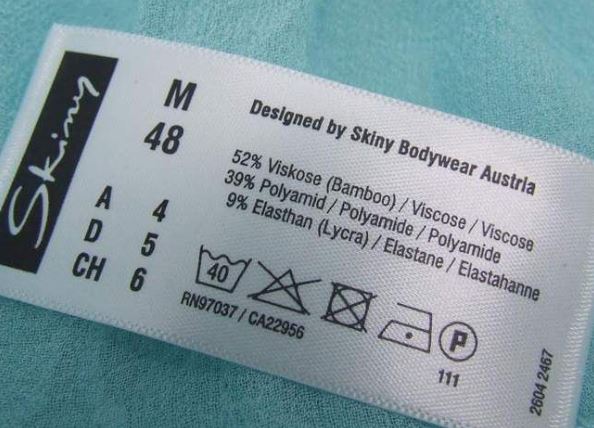 Skiny
M
48
A 4
D 5
CH 6
Designed by Skiny Bodywear Austria
52% Viskose (Bamboo) / Viscose / Viscose
39% Polyamid / Polyamide / Polyamide
9% Elasthan (Lycra) / Elastane / Elastahanne
40
P
RN97037 / CA22956
111
2604 2467